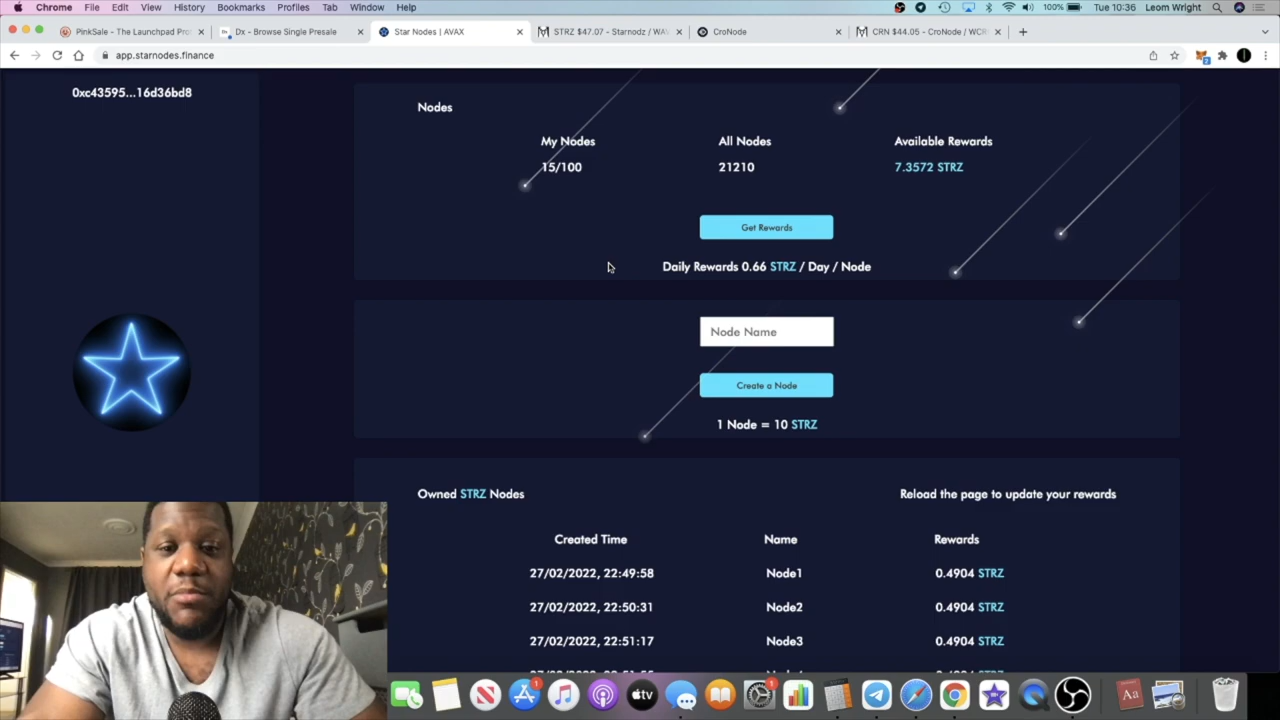 Chrome File Edit View History Bookmarks Profiles Tab Window Help 100% Tue 10:36 Leom Wright
PinkSale - The Launchpad Pro Dx - Browse Single Presale Star Nodes | AVAX STRZ $47.07 - Starnodz / WA CroNode CRN $44.05 - CroNode / WCR
app.starnodes.finance
0xc43595...16d36bd8
Nodes
My Nodes All Nodes Available Rewards
15/100 21210 7.3572 STRZ
Get Rewards
Daily Rewards 0.66 STRZ / Day / Node
Node Name
Create a Node
1 Node = 10 STRZ
Owned STRZ Nodes Reload the page to update your rewards
Created Time Name Rewards
27/02/2022, 22:49:58 Node1 0.4904 STRZ
27/02/2022, 22:50:31 Node2 0.4904 STRZ
27/02/2022, 22:51:17 Node3 0.4904 STRZ
tv
Aa